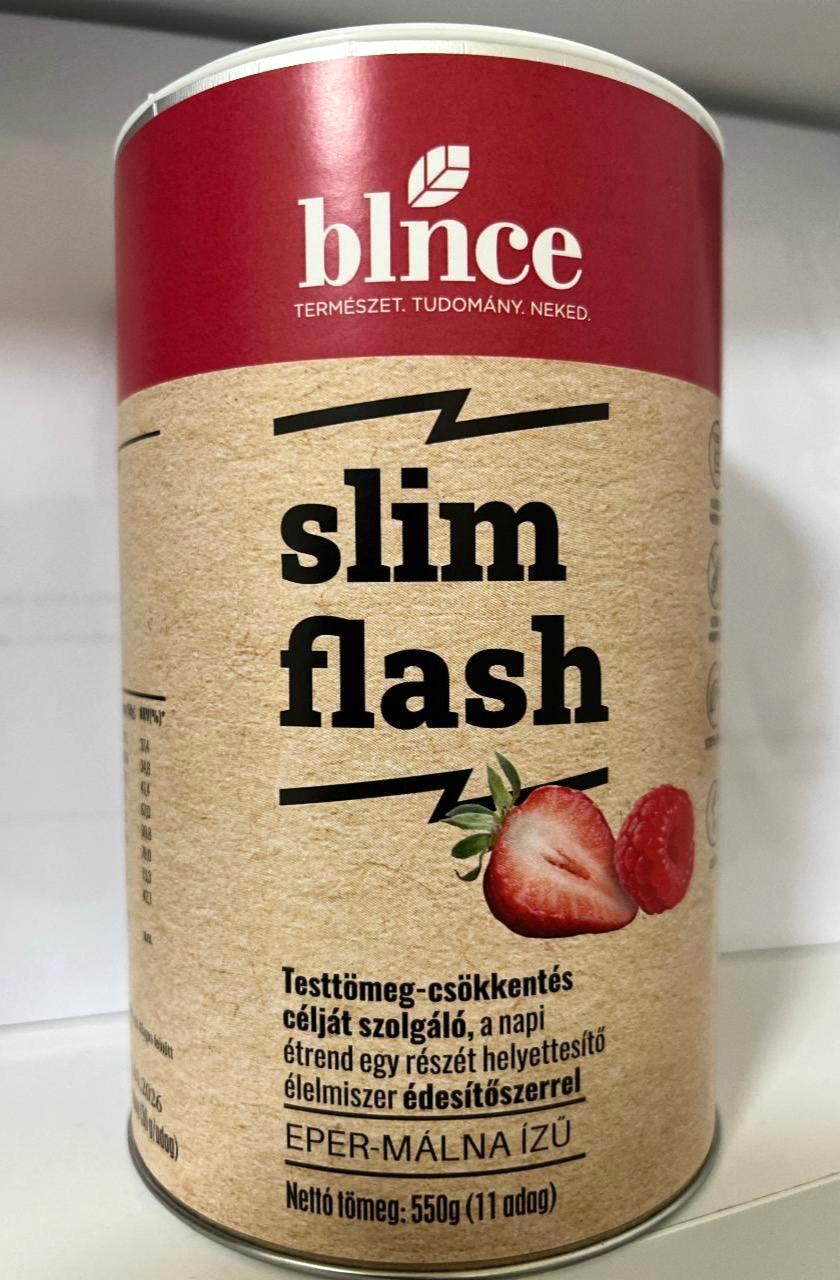 blnce
TERMÉSZET. TUDOMÁNY. NEKED.
slim
flash
Testtömeg-csökkentés
célját szolgáló, a napi
étrend egy részét helyettesítő
élelmiszer édesítőszerrel
EPER-MÁLNA ÍZŰ
Nettó tömeg: 550g (11 adag)
2026